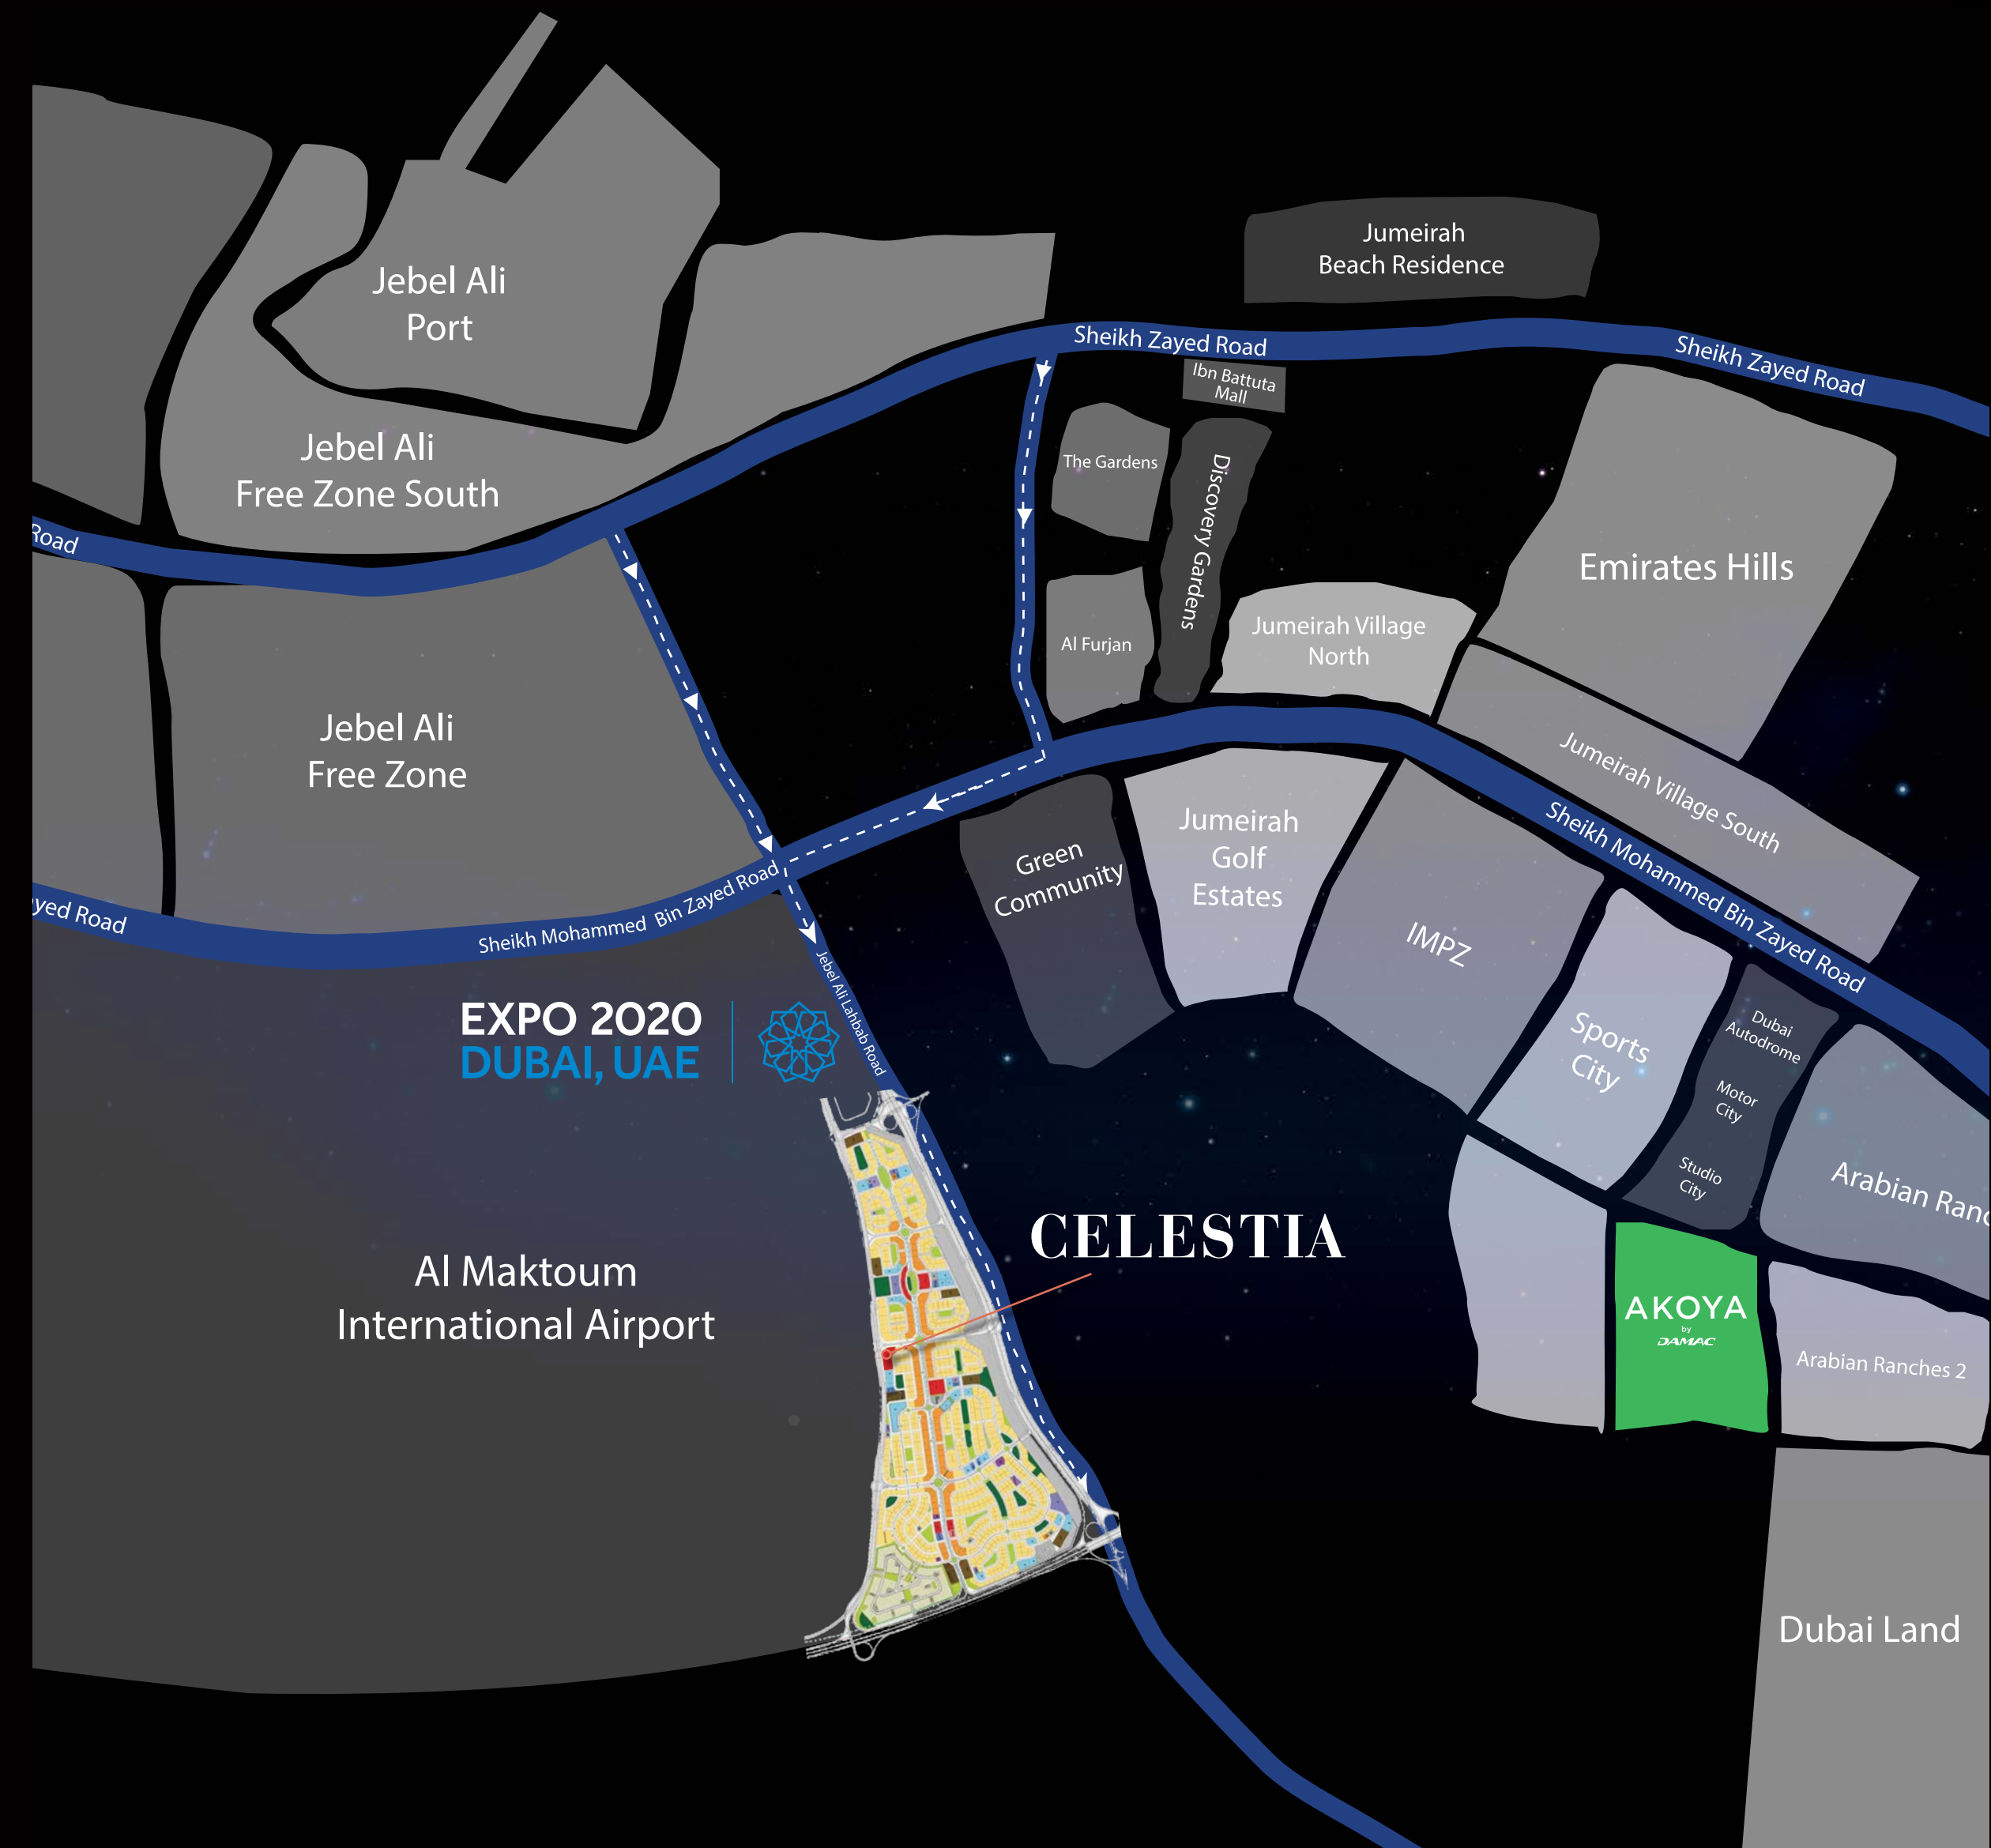 Jumeirah
Beach Residence
Jebel Ali
Port
Sheikh Zayed Road
Sheikh Zayed Road
Ibn Battuta
Mall
The Gardens
Discovery Gardens
Jebel Ali
Free Zone South
Road
Emirates Hills
Jumeirah Village
North
Al Furjan
Jebel Ali
Free Zone
Jumeirah Village South
Jumeirah
Golf
Estates
Green
Community
Sheikh Mohammed Bin Zayed Road
yed Road
Sheikh Mohammed Bin Zayed Road
IMPZ
Jebel Ali Lahbab Road
EXPO 2020
DUBAI, UAE
Sports
City
Dubai
Autodrome
Motor
City
Studio
City
Arabian Ranc
CELESTIA
Al Maktoum
International Airport
AKOYA
by
DAMAC
Arabian Ranches 2
Dubai Land